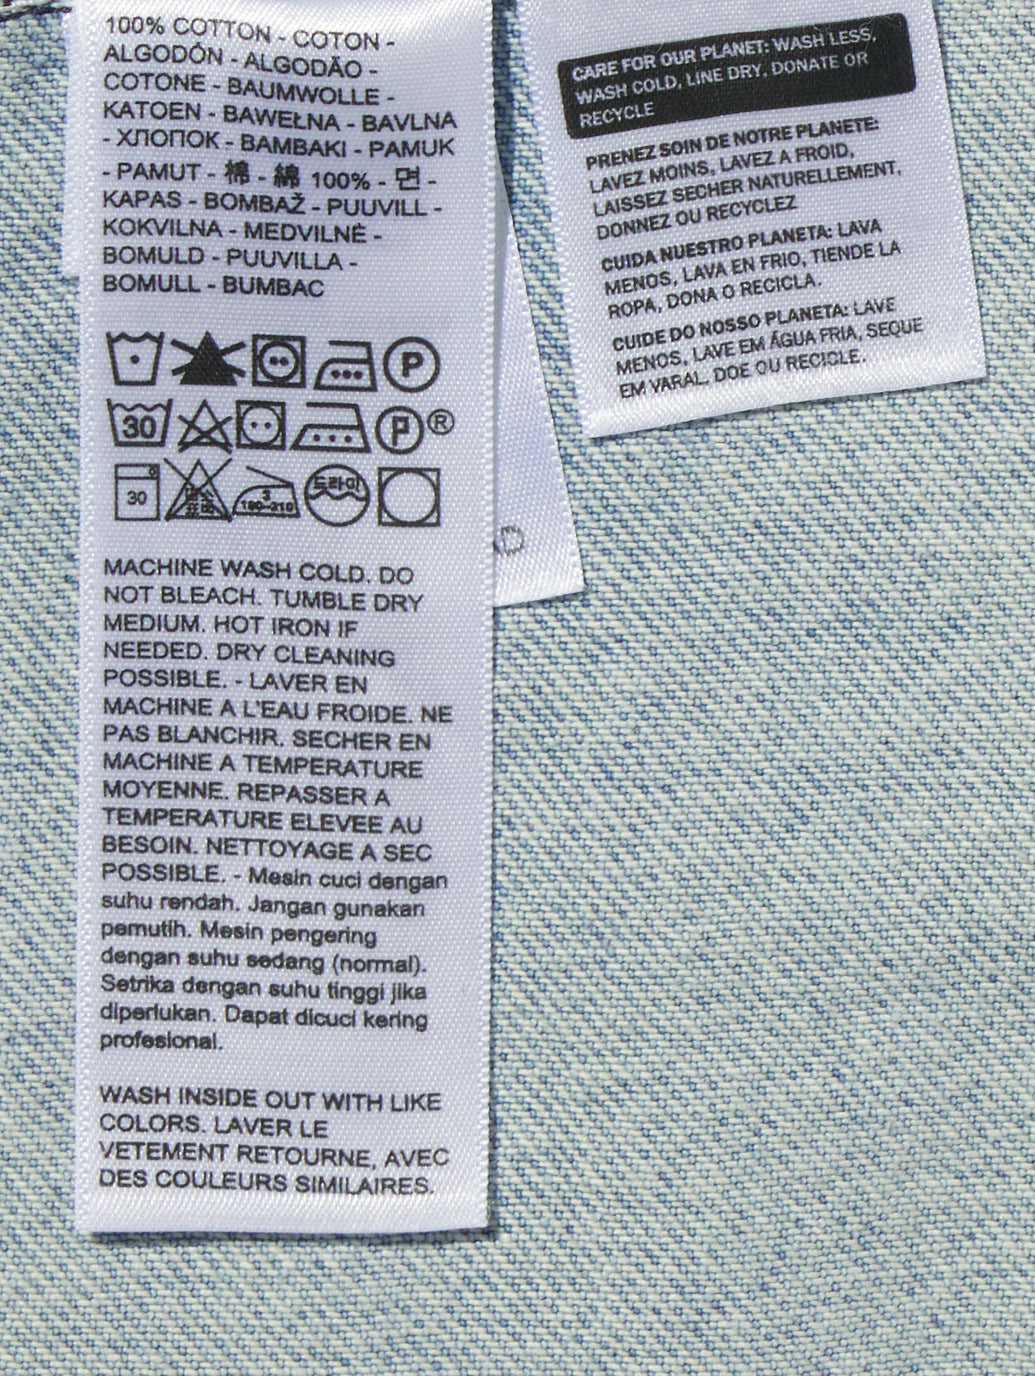 100% COTTON - COTON -
ALGODÓN - ALGODÃO -
COTONE - BAUMWOLLE -
KATOEN - BAWEŁNA - BAVLNA
- ХЛОПОК - BAMBAKI - PAMUK
- PAMUT - 棉 - 綿 100% - 면 -
KAPAS - BOMBAŽ - PUUVILL -
KOKVILNA - MEDVILNĖ -
BOMULD - PUUVILLA -
BOMULL - BUMBAC
P
30
P ®
30
3
180~210
드라이
MACHINE WASH COLD. DO
NOT BLEACH. TUMBLE DRY
MEDIUM. HOT IRON IF
NEEDED. DRY CLEANING
POSSIBLE. - LAVER EN
MACHINE A L'EAU FROIDE. NE
PAS BLANCHIR. SECHER EN
MACHINE A TEMPERATURE
MOYENNE. REPASSER A
TEMPERATURE ELEVEE AU
BESOIN. NETTOYAGE A SEC
POSSIBLE. - Mesin cuci dengan
suhu rendah. Jangan gunakan
pemutih. Mesin pengering
dengan suhu sedang (normal).
Setrika dengan suhu tinggi jika
diperlukan. Dapat dicuci kering
profesional.
WASH INSIDE OUT WITH LIKE
COLORS. LAVER LE
VETEMENT RETOURNE, AVEC
DES COULEURS SIMILAIRES.
CARE FOR OUR PLANET: WASH LESS,
WASH COLD, LINE DRY, DONATE OR
RECYCLE
PRENEZ SOIN DE NOTRE PLANETE:
LAVEZ MOINS, LAVEZ A FROID,
LAISSEZ SECHER NATURELLEMENT,
DONNEZ OU RECYCLEZ
CUIDA NUESTRO PLANETA: LAVA
MENOS, LAVA EN FRIO, TIENDE LA
ROPA, DONA O RECICLA.
CUIDE DO NOSSO PLANETA: LAVE
MENOS, LAVE EM ÁGUA FRIA, SEQUE
EM VARAL, DOE OU RECICLE.